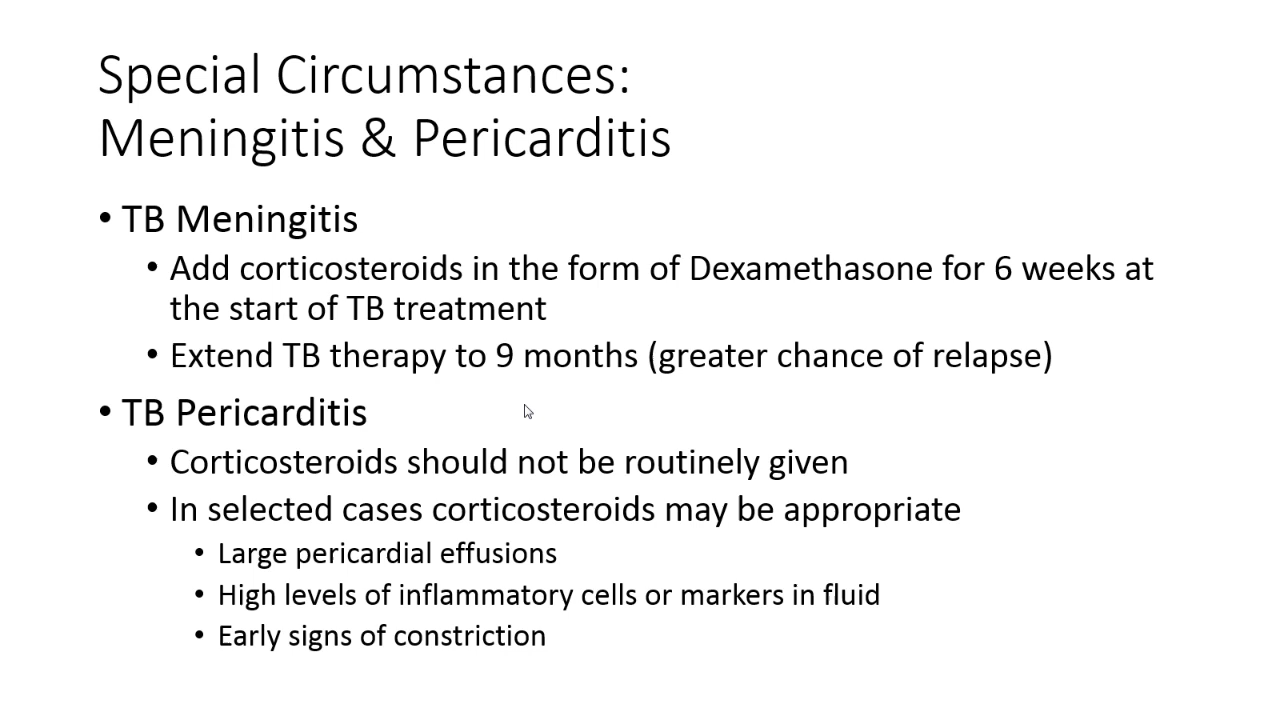 Special Circumstances:
Meningitis & Pericarditis
• TB Meningitis
• Add corticosteroids in the form of Dexamethasone for 6 weeks at
the start of TB treatment
• Extend TB therapy to 9 months (greater chance of relapse)
• TB Pericarditis
• Corticosteroids should not be routinely given
• In selected cases corticosteroids may be appropriate
• Large pericardial effusions
• High levels of inflammatory cells or markers in fluid
• Early signs of constriction